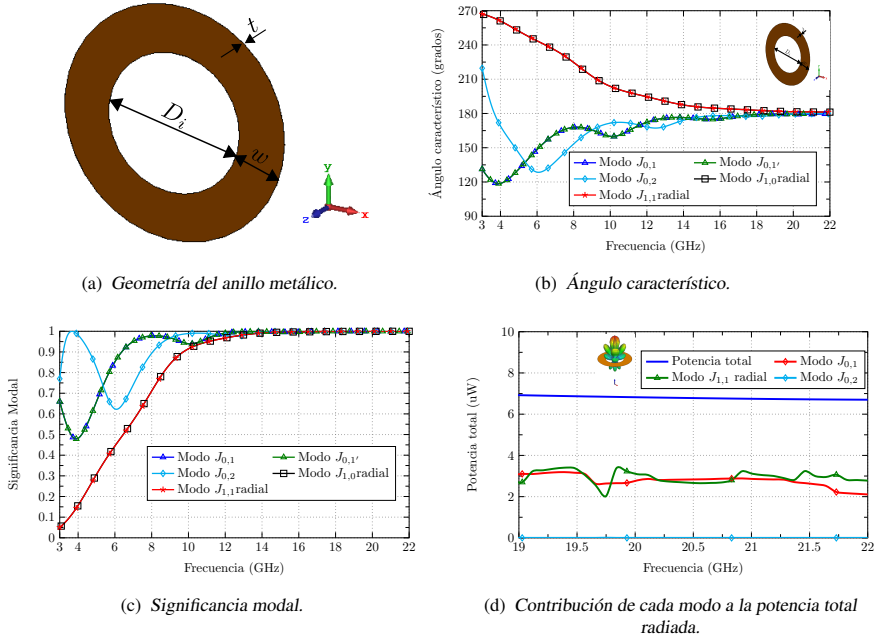 t
D_i
w
y
x
z
(a) Geometría del anillo metálico.
270
240
210
180
150
120
90
Ángulo característico (grados)
Modo J_{0,1}
Modo J_{0,1'}
Modo J_{0,2}
Modo J_{1,0}radial
Modo J_{1,1}radial
3 4 6 8 10 12 14 16 18 20 22
Frecuencia (GHz)
(b) Ángulo característico.
1
0.9
0.8
0.7
0.6
0.5
0.4
0.3
0.2
0.1
0
Significancia Modal
Modo J_{0,1}
Modo J_{0,1'}
Modo J_{0,2}
Modo J_{1,0}radial
Modo J_{1,1}radial
3 4 6 8 10 12 14 16 18 20 22
Frecuencia (GHz)
(c) Significancia modal.
10
8
6
4
2
0
Potencia total (uW)
Potencia total
Modo J_{0,1}
Modo J_{1,1} radial
Modo J_{0,2}
19 19.5 20 20.5 21 21.5 22
Frecuencia (GHz)
(d) Contribución de cada modo a la potencia total
radiada.